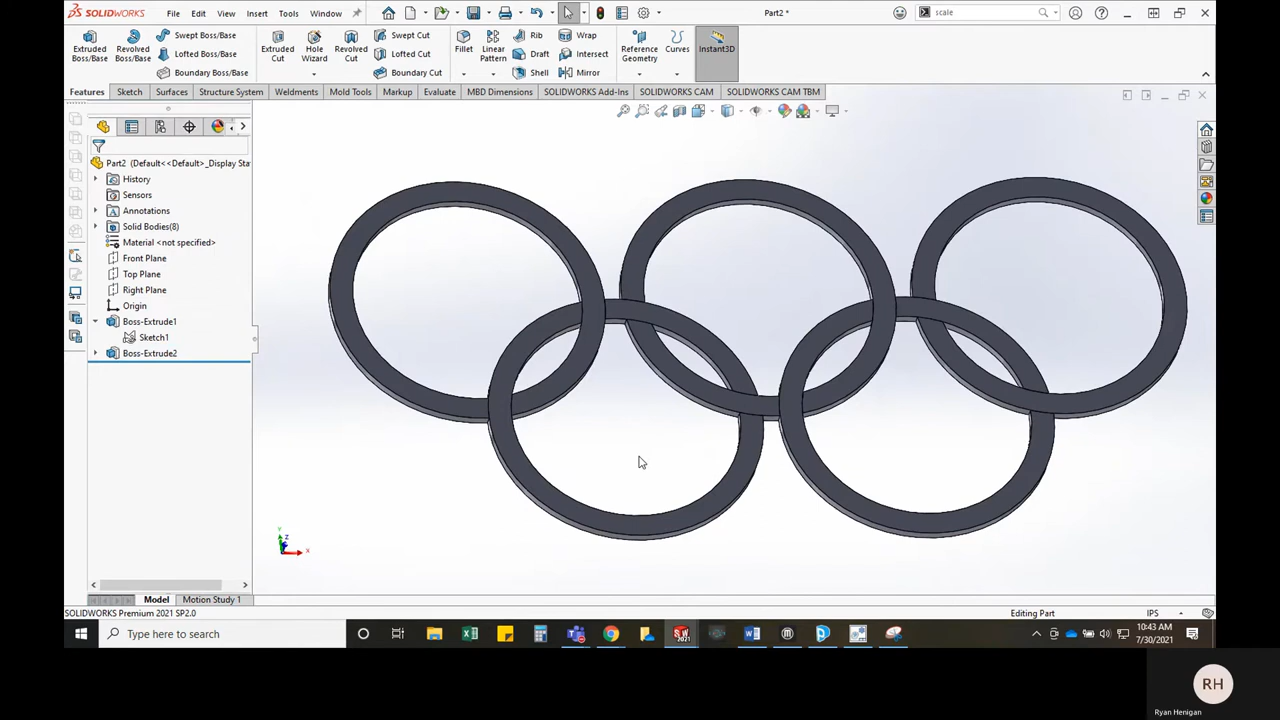 SOLIDWORKS File Edit View Insert Tools Window Part2 * scale
Extruded Boss/Base
Revolved Boss/Base
Swept Boss/Base
Lofted Boss/Base
Boundary Boss/Base
Extruded Cut
Hole Wizard
Revolved Cut
Swept Cut
Lofted Cut
Boundary Cut
Fillet
Linear Pattern
Rib
Draft
Shell
Wrap
Intersect
Mirror
Reference Geometry
Curves
Instant3D
Features Sketch Surfaces Structure System Weldments Mold Tools Markup Evaluate MBD Dimensions SOLIDWORKS Add-Ins SOLIDWORKS CAM SOLIDWORKS CAM TBM
Part2 (Default<<Default>_Display Sta
History
Sensors
Annotations
Solid Bodies(8)
Material <not specified>
Front Plane
Top Plane
Right Plane
Origin
Boss-Extrude1
Sketch1
Boss-Extrude2
Y
Z
X
Model Motion Study 1
SOLIDWORKS Premium 2021 SP2.0 Editing Part IPS
Type here to search
10:43 AM
7/30/2021
RH
Ryan Henigan